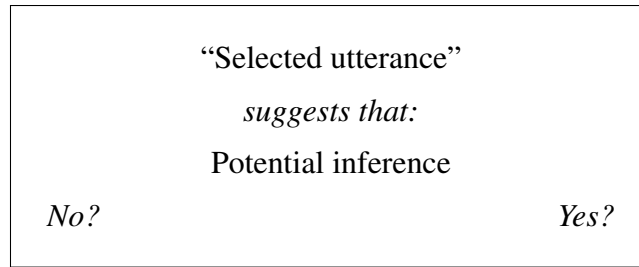 “Selected utterance”
suggests that:
Potential inference
No? Yes?